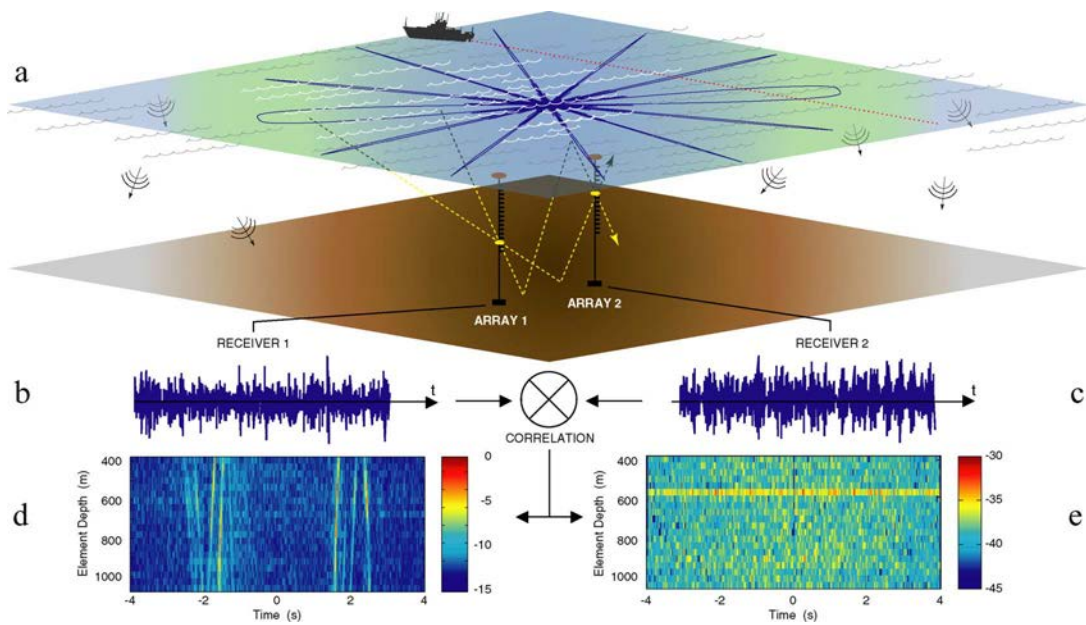 a
ARRAY 1
ARRAY 2
RECEIVER 1
RECEIVER 2
b
t
t
c
CORRELATION
d
Element Depth (m)
400
600
800
1000
-4
-2
0
2
4
Time (s)
0
-5
-10
-15
Element Depth (m)
400
600
800
1000
-4
-2
0
2
4
Time (s)
-30
-35
-40
-45
e